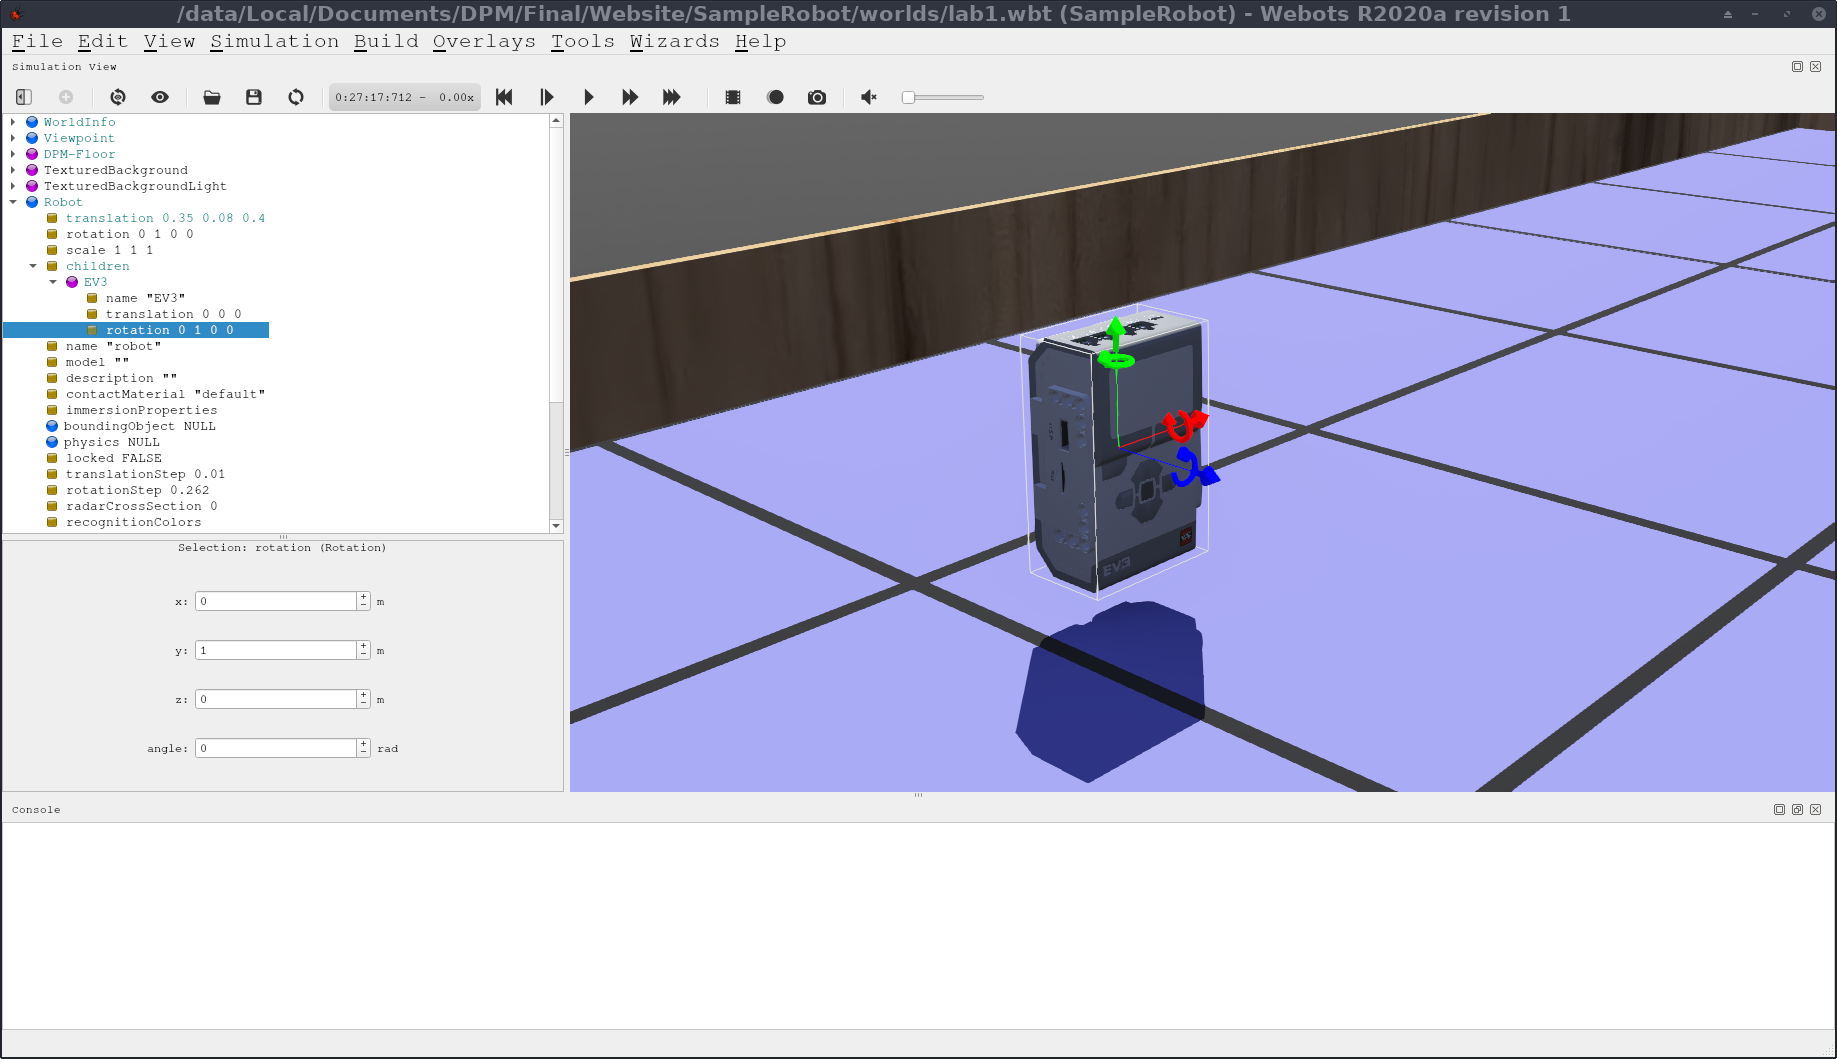 /data/Local/Documents/DPM/Final/Website/SampleRobot/worlds/lab1.wbt (SampleRobot) - Webots R2020a revision 1
File Edit View Simulation Build Overlays Tools Wizards Help
Simulation View
0:27:17:712 - 0.00x
WorldInfo
Viewpoint
DPM-Floor
TexturedBackground
TexturedBackgroundLight
Robot
translation 0.35 0.08 0.4
rotation 0 1 0 0
scale 1 1 1
children
EV3
name "EV3"
translation 0 0 0
rotation 0 1 0 0
name "robot"
model ""
description ""
contactMaterial "default"
immersionProperties
boundingObject NULL
physics NULL
locked FALSE
translationStep 0.01
rotationStep 0.262
radarCrossSection 0
recognitionColors
Selection: rotation (Rotation)
x: 0 m
y: 1 m
z: 0 m
angle: 0 rad
EV3
Console